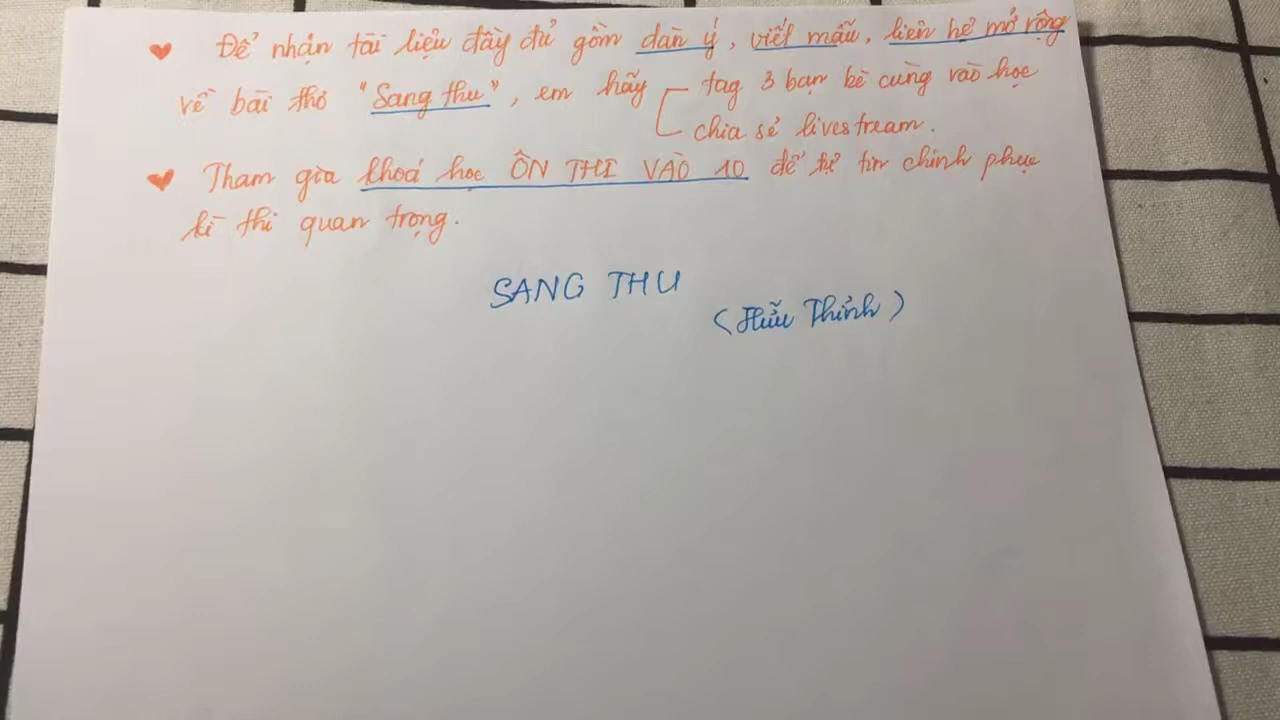 ♥ Để nhận tài liệu đầy đủ gồm dàn ý, viết mẫu, liên hệ mở rộng
về bài thơ "Sang thu", em hãy tag 3 bạn bè cùng vào học
chia sẻ livestream.
♥ Tham gia khoá học ÔN THI VÀO 10 để tự tin chinh phục
kì thi quan trọng.
SANG THU
(Hữu Thỉnh)